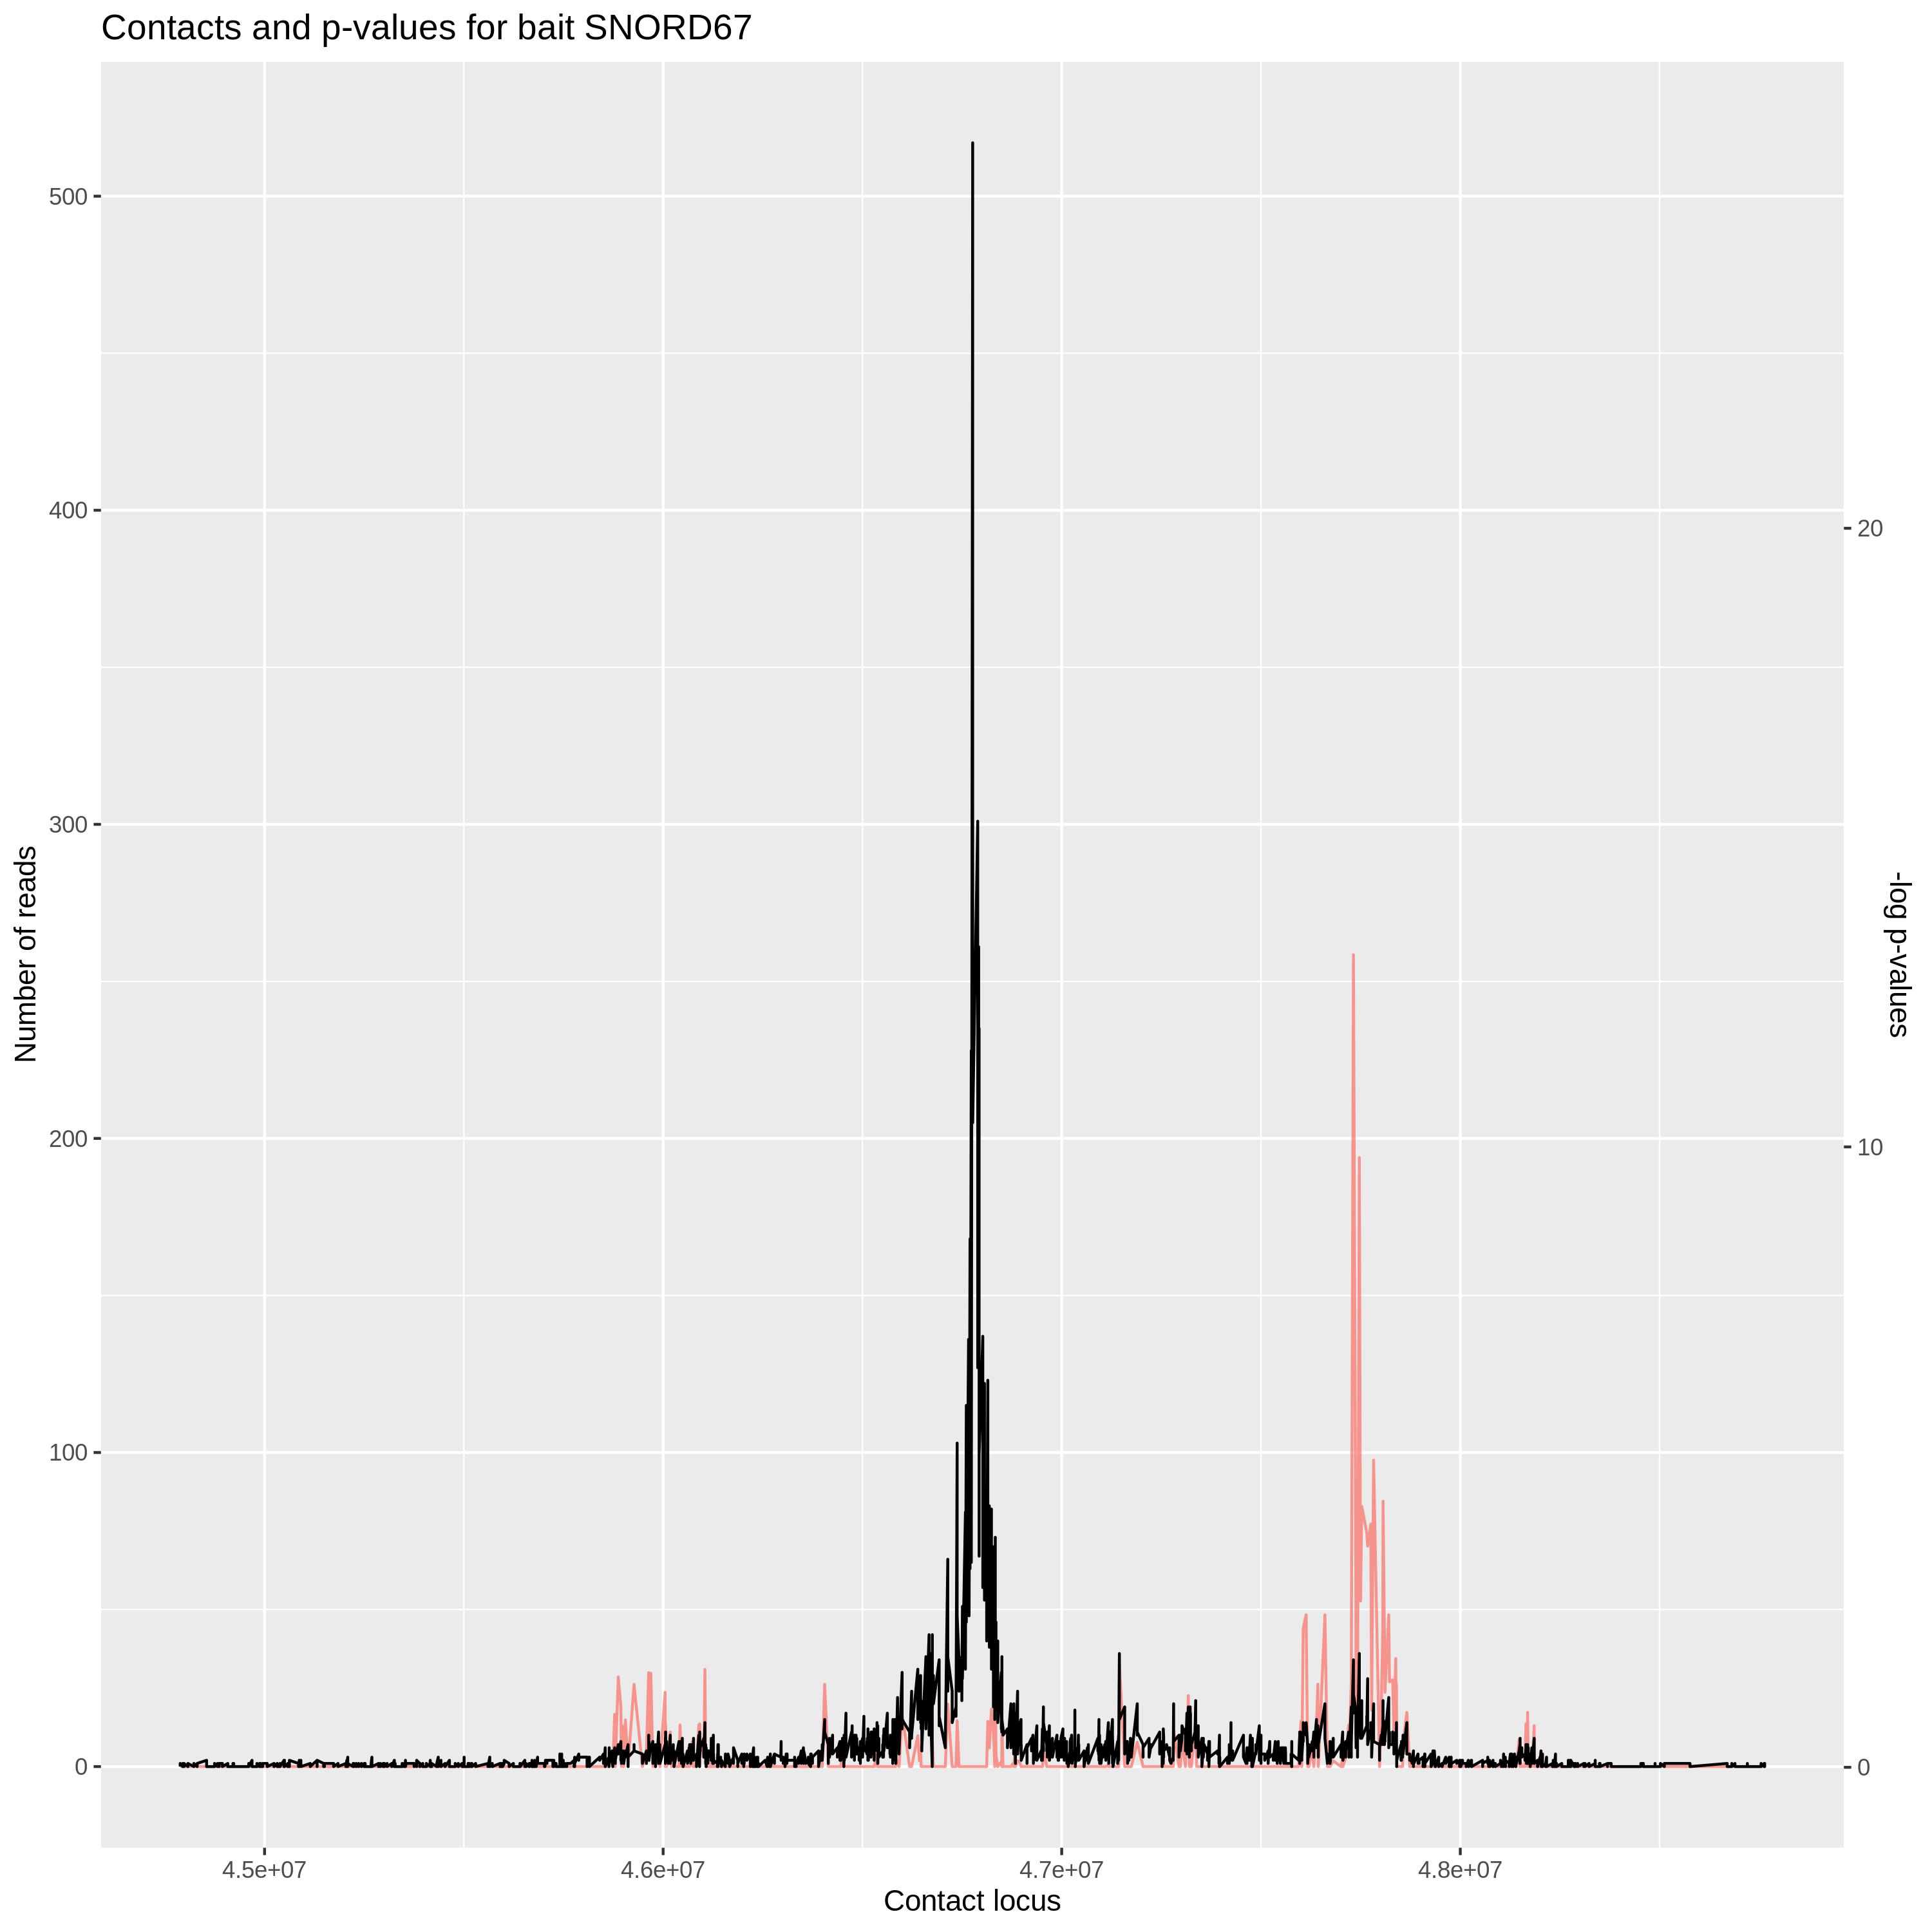 Contacts and p-values for bait SNORD67
500
400
300
200
100
0
Number of reads
20
10
0
-log p-values
4.5e+07
4.6e+07
4.7e+07
4.8e+07
Contact locus